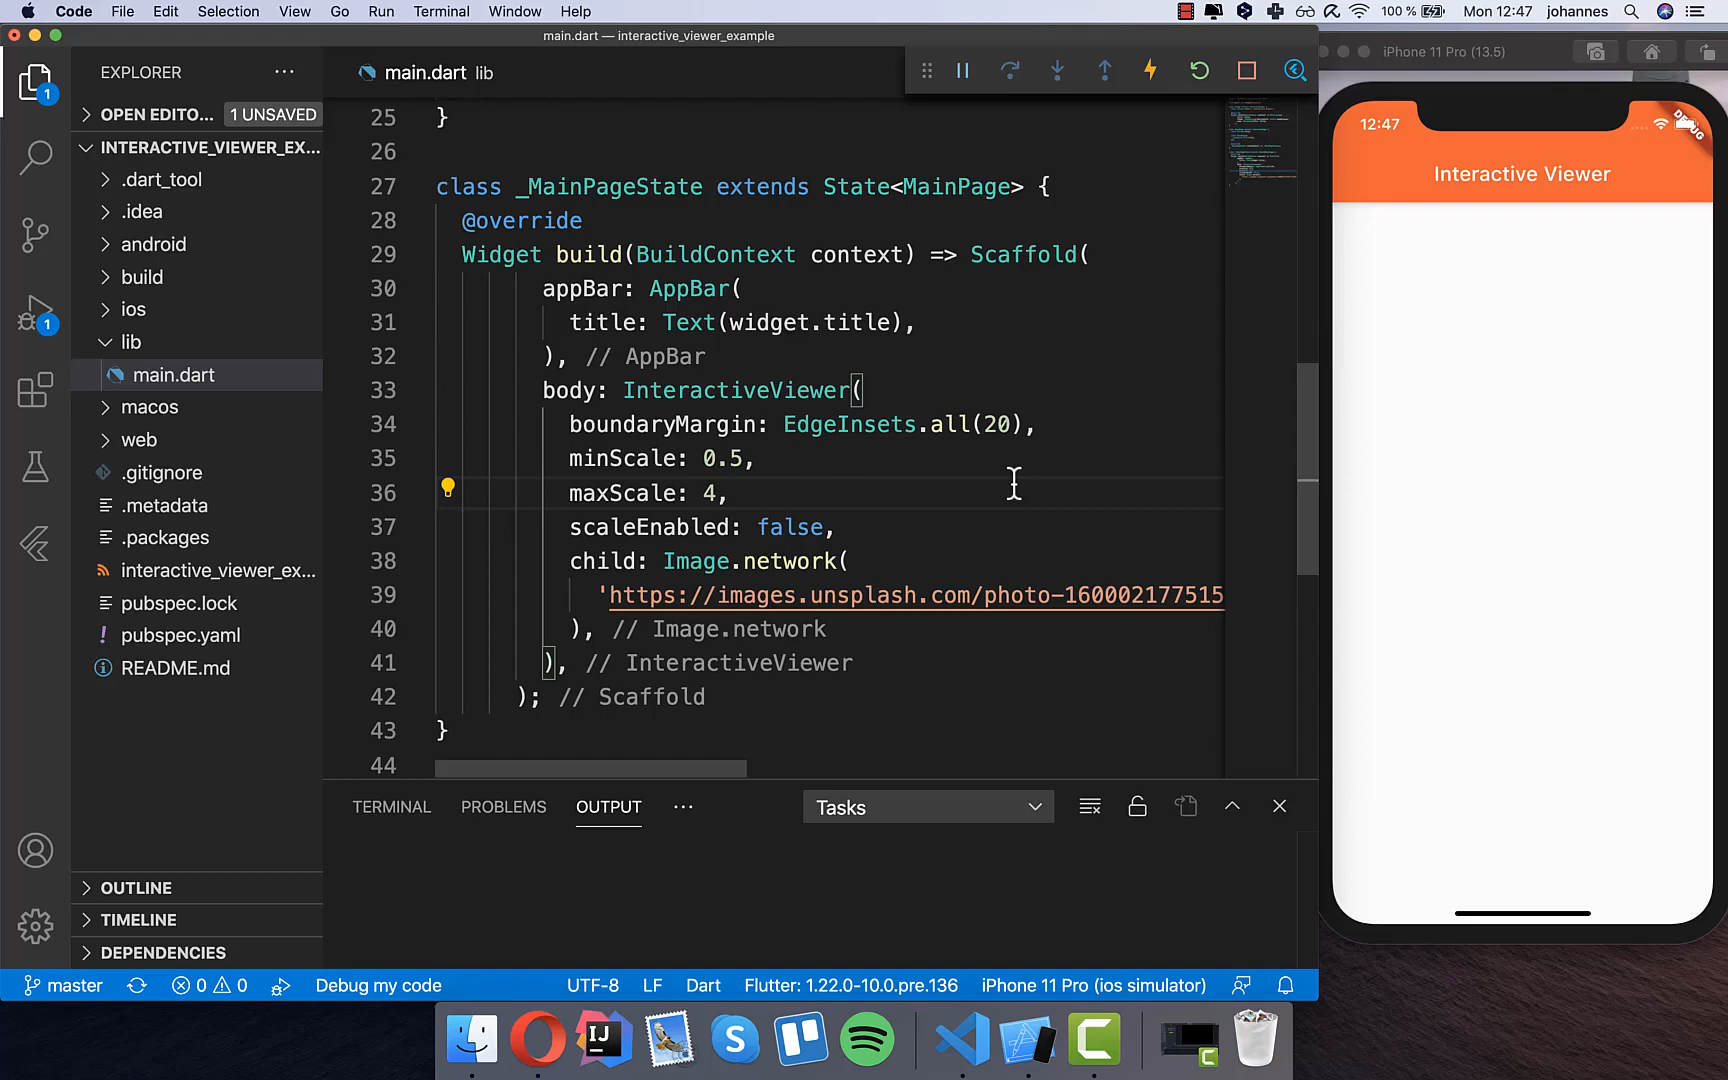 Code File Edit Selection View Go Run Terminal Window Help 100 % Mon 12:47 johannes
main.dart — interactive_viewer_example
iPhone 11 Pro (13.5)
EXPLORER
main.dart lib
OPEN EDITO... 1 UNSAVED
INTERACTIVE_VIEWER_EX...
.dart_tool
.idea
android
build
ios
lib
main.dart
macos
web
.gitignore
.metadata
.packages
interactive_viewer_ex...
pubspec.lock
pubspec.yaml
README.md
OUTLINE
TIMELINE
DEPENDENCIES
1
1
25 }
26
27 class _MainPageState extends State<MainPage> {
28 @override
29 Widget build(BuildContext context) => Scaffold(
30 appBar: AppBar(
31 title: Text(widget.title),
32 ), // AppBar
33 body: InteractiveViewer(
34 boundaryMargin: EdgeInsets.all(20),
35 minScale: 0.5,
36 maxScale: 4,
37 scaleEnabled: false,
38 child: Image.network(
39 'https://images.unsplash.com/photo-160002177515
40 ), // Image.network
41 ), // InteractiveViewer
42 ); // Scaffold
43 }
44
TERMINAL PROBLEMS OUTPUT Tasks
master 0 0 Debug my code UTF-8 LF Dart Flutter: 1.22.0-10.0.pre.136 iPhone 11 Pro (ios simulator)
12:47
DEBUG
Interactive Viewer
IJ